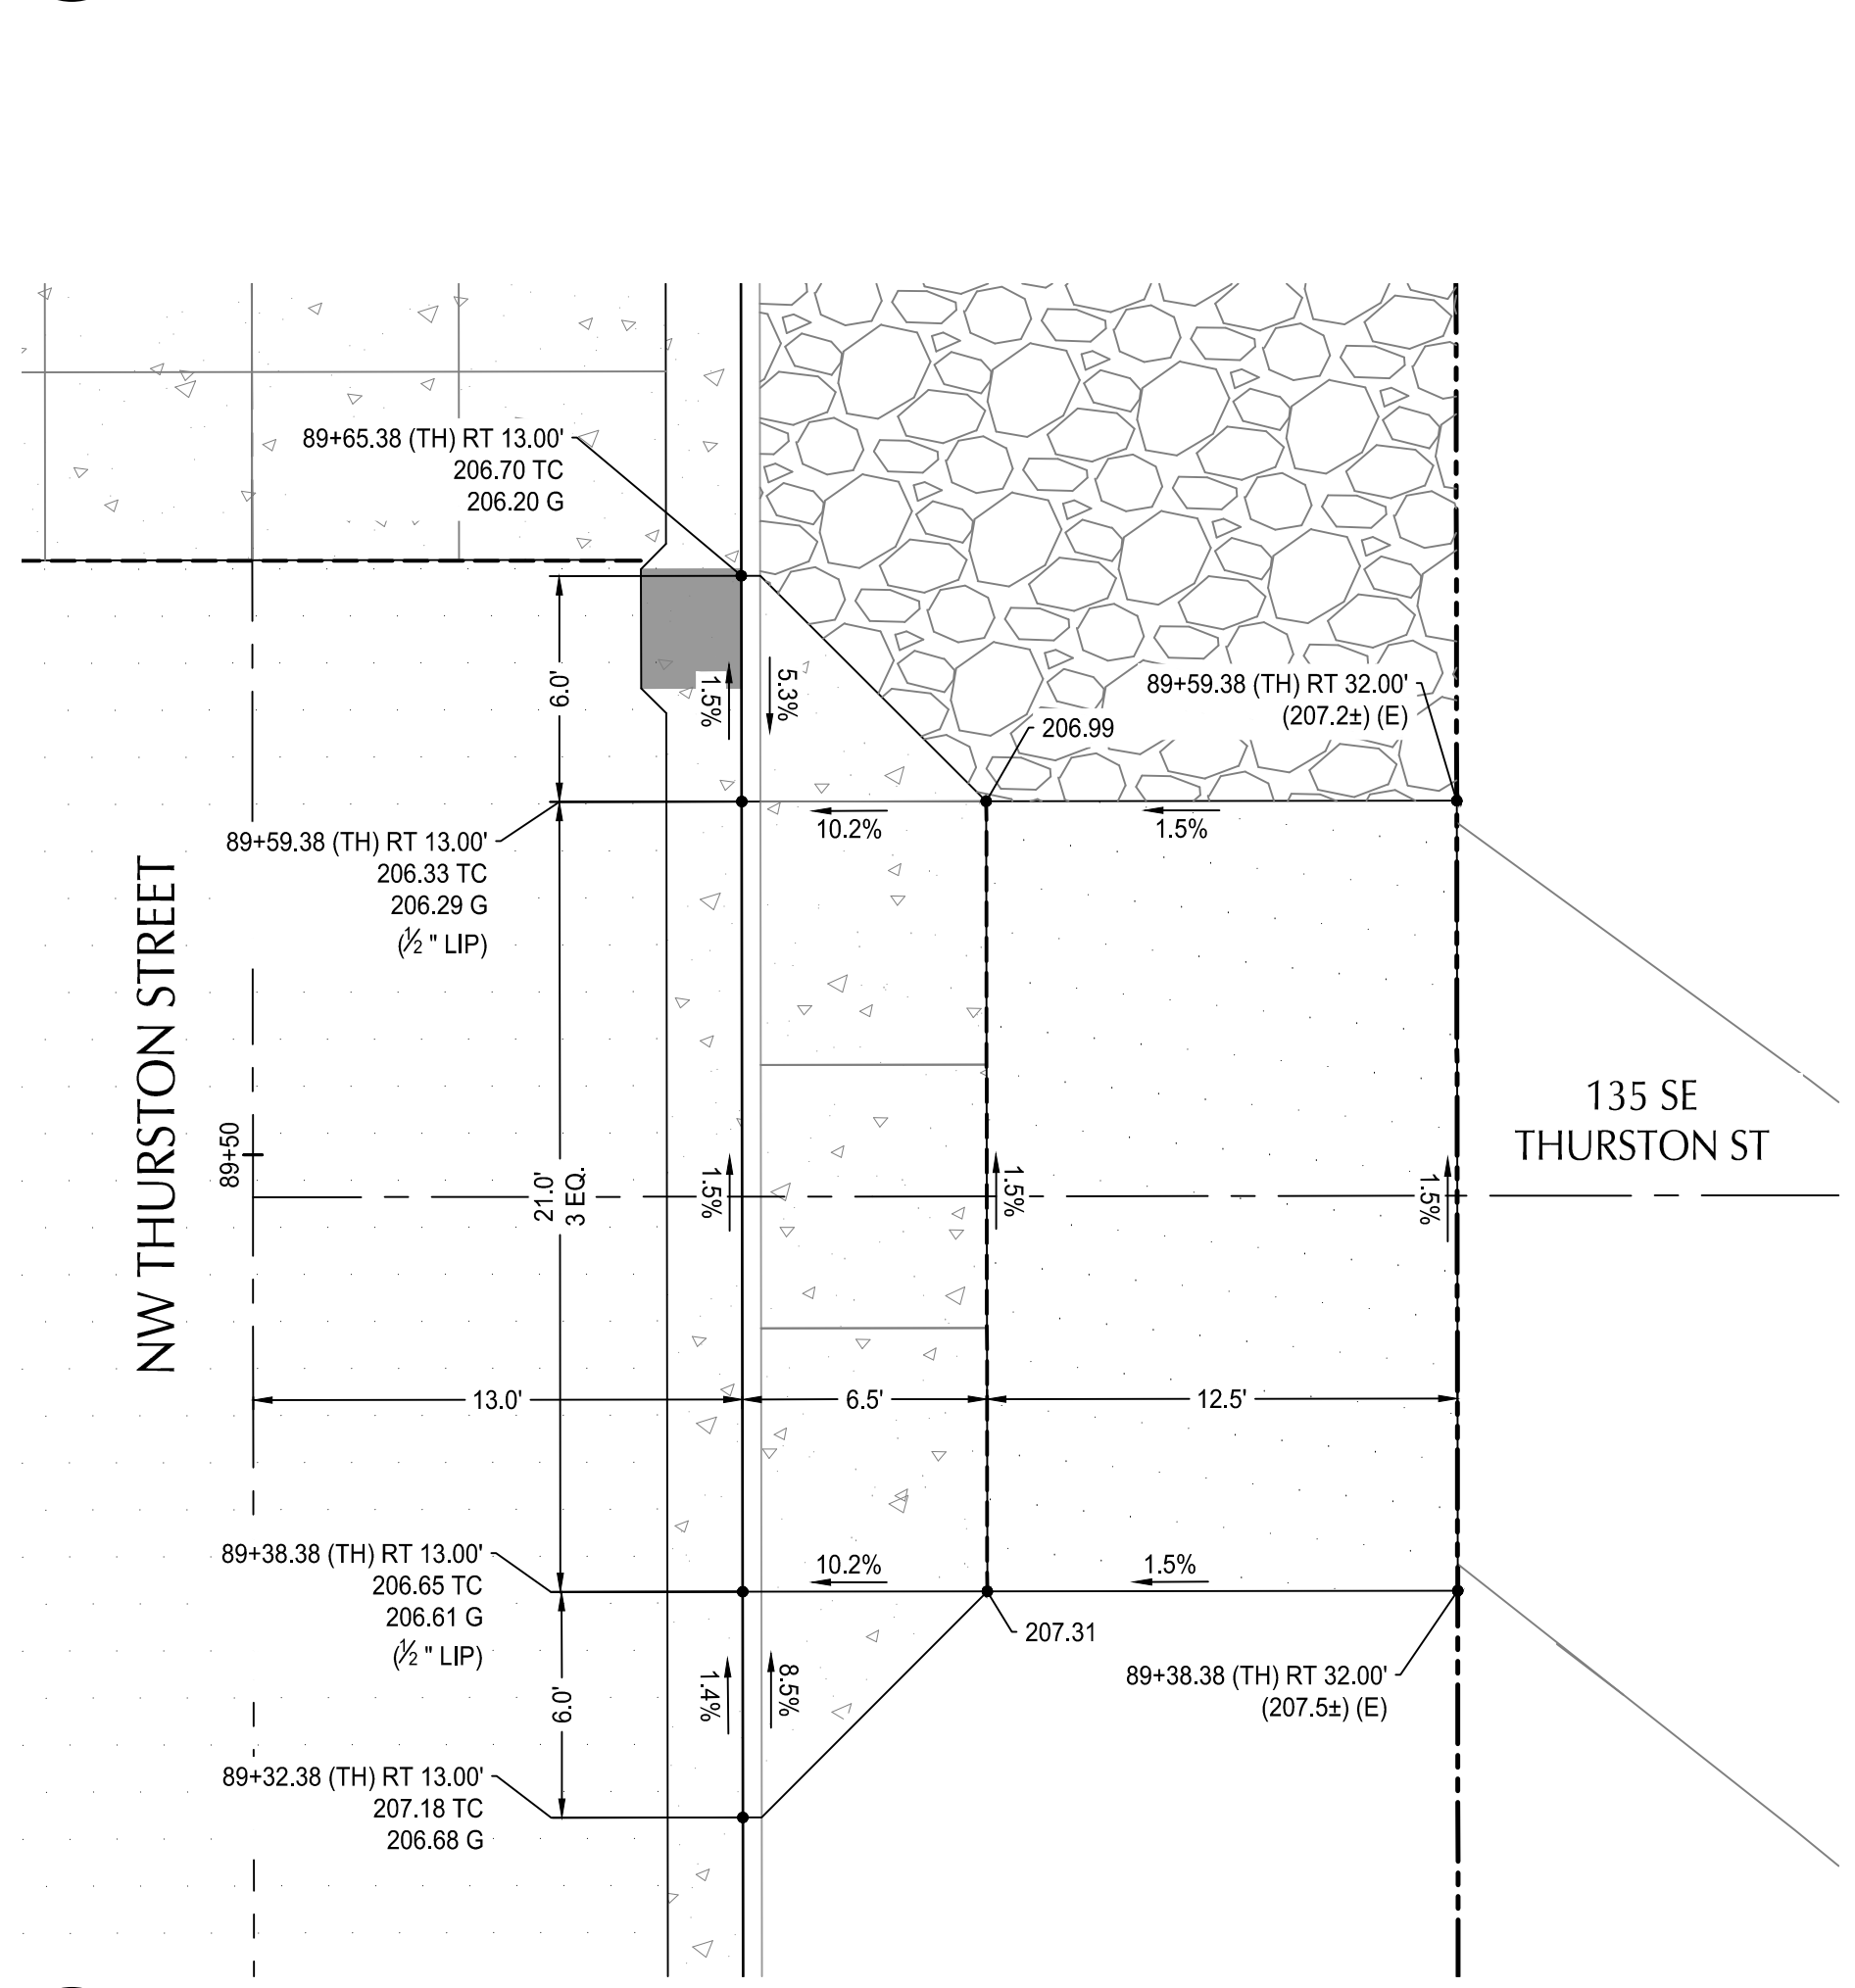 89+65.38 (TH) RT 13.00'
206.70 TC
206.20 G
6.0'
1.5%
5.3%
89+59.38 (TH) RT 32.00'
(207.2±) (E)
206.99
10.2%
1.5%
89+59.38 (TH) RT 13.00'
206.33 TC
206.29 G
(½ " LIP)
NW THURSTON STREET
89+50
21.0'
3 EQ.
1.5%
1.5%
1.5%
135 SE
THURSTON ST
13.0'
6.5'
12.5'
89+38.38 (TH) RT 13.00'
206.65 TC
206.61 G
(½ " LIP)
10.2%
1.5%
207.31
6.0'
1.4%
8.5%
89+38.38 (TH) RT 32.00'
(207.5±) (E)
89+32.38 (TH) RT 13.00'
207.18 TC
206.68 G